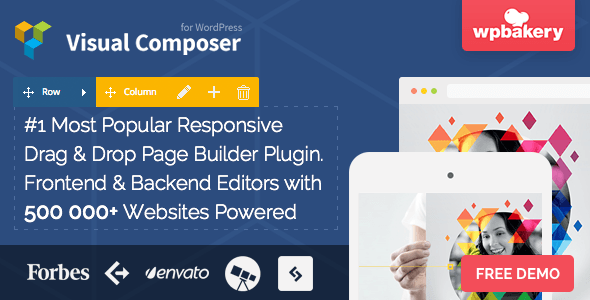 for WordPress
Visual Composer
wpbakery
Row
Column
#1 Most Popular Responsive
Drag & Drop Page Builder Plugin.
Frontend & Backend Editors with
500 000+ Websites Powered
Forbes
envato
FREE DEMO